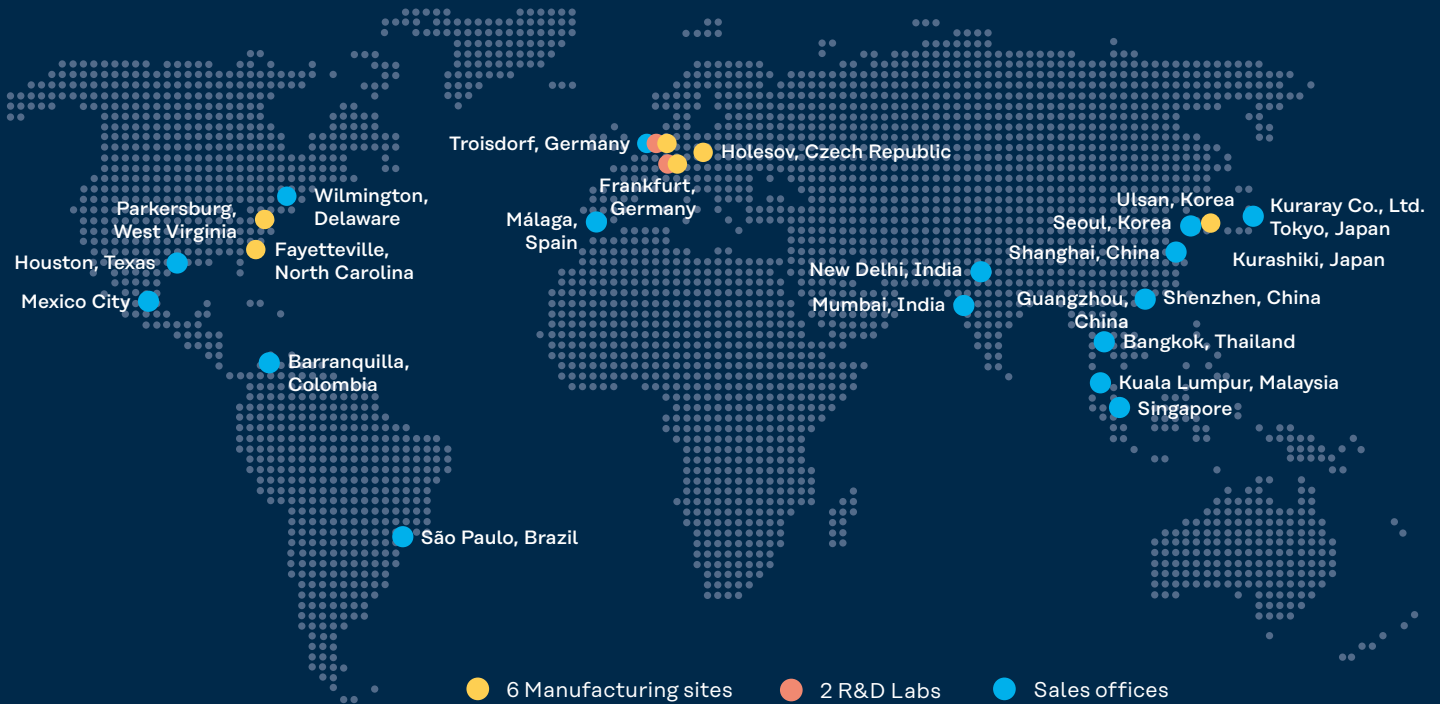 Troisdorf, Germany
Holesov, Czech Republic
Frankfurt,
Germany
Wilmington,
Delaware
Parkersburg,
West Virginia
Málaga,
Spain
Ulsan, Korea
Seoul, Korea
Kuraray Co., Ltd.
Tokyo, Japan
Fayetteville,
North Carolina
Houston, Texas
Shanghai, China
Kurashiki, Japan
New Delhi, India
Mexico City
Mumbai, India
Guangzhou,
China
Shenzhen, China
Bangkok, Thailand
Barranquilla,
Colombia
Kuala Lumpur, Malaysia
Singapore
São Paulo, Brazil
6 Manufacturing sites
2 R&D Labs
Sales offices